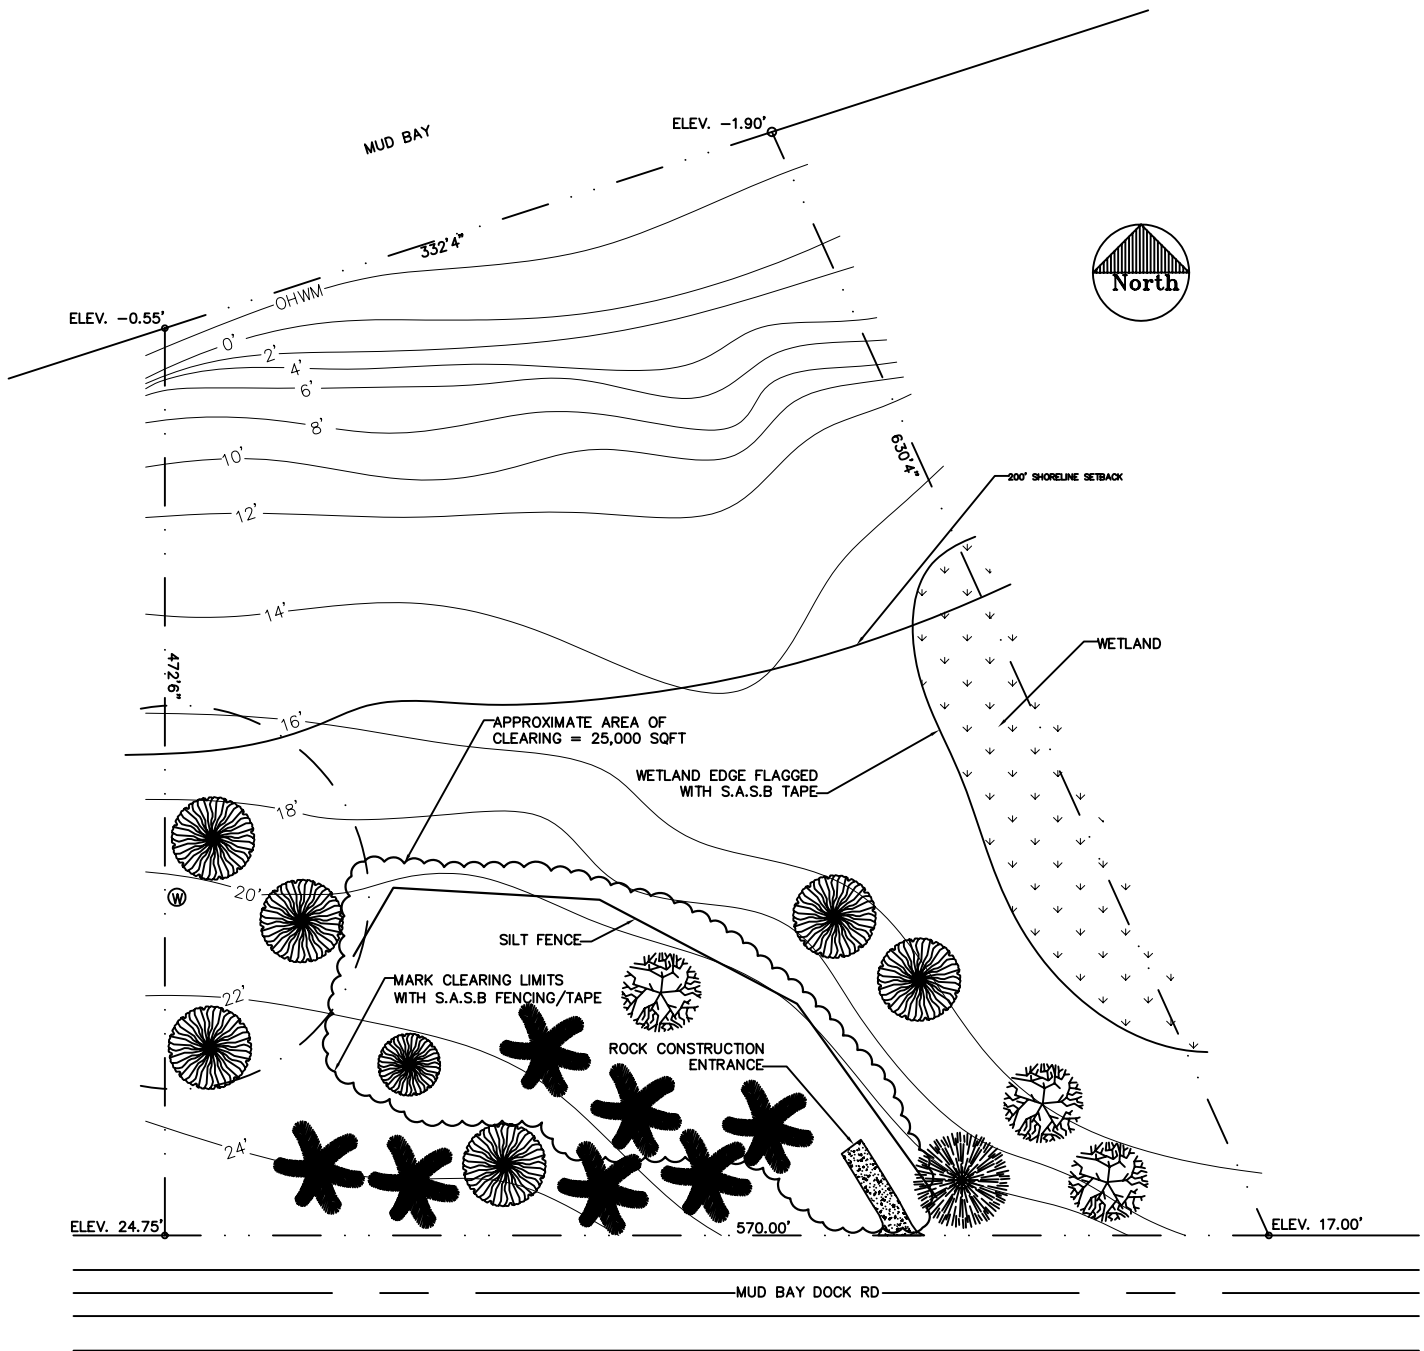 ELEV. -1.90'
MUD BAY
332'4"
North
OHWM
ELEV. -0.55'
0'
2'
4'
6'
8'
10'
12'
630'4"
200' SHORELINE SETBACK
14'
WETLAND
472'6"
16'
APPROXIMATE AREA OF
CLEARING = 25,000 SQFT
WETLAND EDGE FLAGGED
WITH S.A.S.B TAPE
18'
20'
W
SILT FENCE
MARK CLEARING LIMITS
WITH S.A.S.B FENCING/TAPE
22'
ROCK CONSTRUCTION
ENTRANCE
24'
ELEV. 24.75'
570.00'
ELEV. 17.00'
MUD BAY DOCK RD